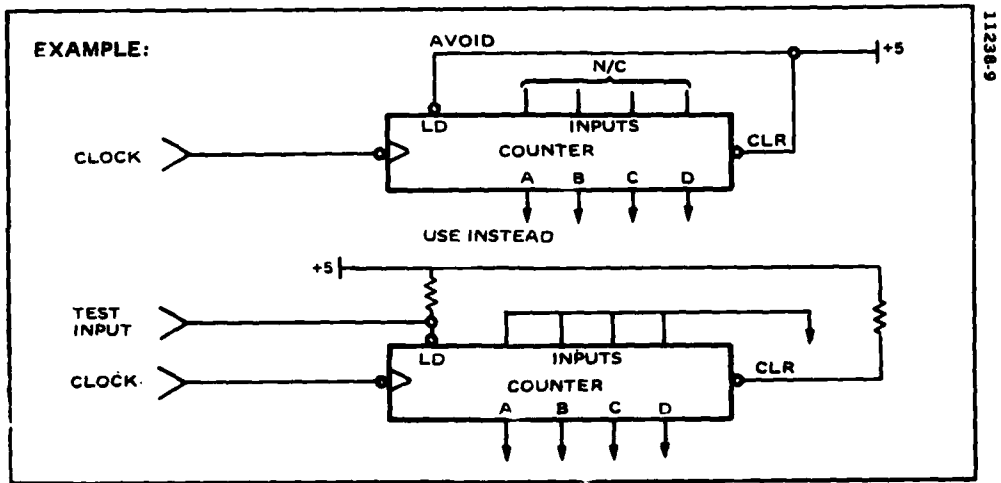 EXAMPLE:
AVOID
+5
N/C
LD
INPUTS
CLOCK
COUNTER
CLR
A B C D
USE INSTEAD
+5
TEST
INPUT
LD
INPUTS
CLOCK.
COUNTER
CLR
A B C D
11238-9